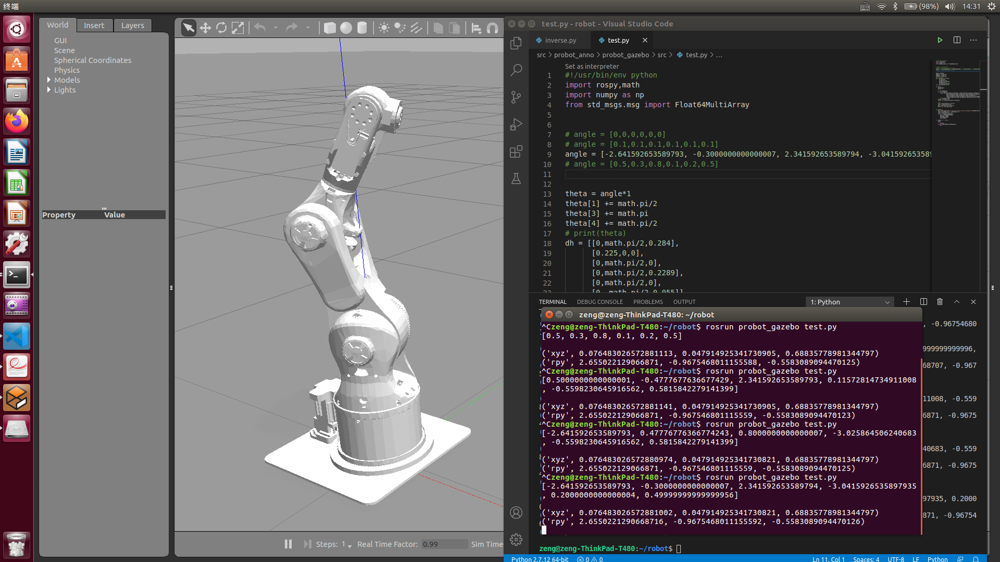 终端
(98%)
14:31
World
Insert
Layers
GUI
Scene
Spherical Coordinates
Physics
Models
Lights
Property Value
Steps: 1
Real Time Factor: 0.99
Sim Time
test.py - robot - Visual Studio Code
inverse.py
test.py
src > probot_anno > probot_gazebo > src > test.py > ...
Set as interpreter
1 #!/usr/bin/env python
2 import rospy,math
3 import numpy as np
4 from std_msgs.msg import Float64MultiArray
5
6
7 # angle = [0,0,0,0,0,0]
8 # angle = [0.1,0.1,0.1,0.1,0.1,0.1]
9 angle = [-2.641592653589793, -0.3000000000000007, 2.341592653589794, -3.04159265358
10 # angle = [0.5,0.3,0.8,0.1,0.2,0.5]
11
12
13 theta = angle*1
14 theta[1] += math.pi/2
15 theta[3] += math.pi
16 theta[4] += math.pi/2
17 # print(theta)
18 dh = [[0,math.pi/2,0.284],
19 [0.225,0,0],
20 [0,math.pi/2,0],
21 [0,math.pi/2,0.2289],
22 [0,math.pi/2,0],
TERMINAL
DEBUG CONSOLE
PROBLEMS
OUTPUT
1: Python
zeng@zeng-ThinkPad-T480: ~/robot
^Czeng@zeng-ThinkPad-T480:~/robot$ rosrun probot_gazebo test.py
[0.5, 0.3, 0.8, 0.1, 0.2, 0.5]
('xyz', 0.076483026572881113, 0.047914925341730905, 0.68835778981344797)
('rpy', 2.655022129066871, -0.9675468011155588, -0.5583089094470125)
^Czeng@zeng-ThinkPad-T480:~/robot$ rosrun probot_gazebo test.py
[0.5000000000000001, -0.4777677636677429, 2.341592653589793, 0.11572814734911008
, -0.5598230645916562, 0.5815842279141399]
('xyz', 0.076483026572881141, 0.047914925341730905, 0.68835778981344797)
('rpy', 2.655022129066871, -0.967546801115559, -0.5583089094470123)
^Czeng@zeng-ThinkPad-T480:~/robot$ rosrun probot_gazebo test.py
[-2.641592653589793, 0.47776776366774243, 0.8000000000000007, -3.025864506240683
, -0.5598230645916562, 0.5815842279141399]
('xyz', 0.076483026572880974, 0.047914925341730821, 0.68835778981344797)
('rpy', 2.655022129066871, -0.967546801115559, -0.5583089094470125)
^Czeng@zeng-ThinkPad-T480:~/robot$ rosrun probot_gazebo test.py
[-2.641592653589793, -0.3000000000000007, 2.341592653589794, -3.0415926535897935
, 0.2000000000000004, 0.49999999999999956]
('xyz', 0.076483026572881002, 0.047914925341730821, 0.68835778981344797)
('rpy', 2.6550221290668716, -0.9675468011155592, -0.5583089094470126)
, -0.96754680
999999999996,
68707, -0.967
11008, -0.559
6871, -0.9675
40683, -0.559
6871, -0.9675
97935, 0.2000
871, -0.96754
zeng@zeng-ThinkPad-T480:~/robot$
Python 2.7.12 64-bit
0
0
Ln 11, Col 1
Spaces: 4
UTF-8
LF
Python